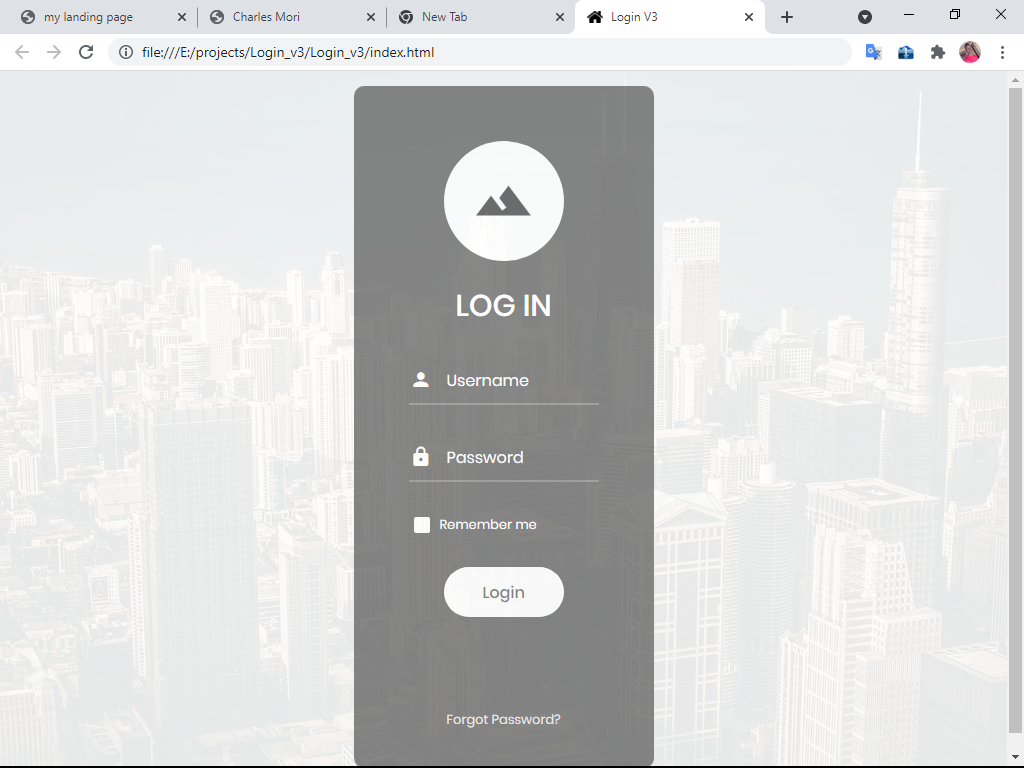 my landing page
Charles Mori
New Tab
Login V3
file:///E:/projects/Login_v3/Login_v3/index.html
LOG IN
Username
Password
Remember me
Login
Forgot Password?